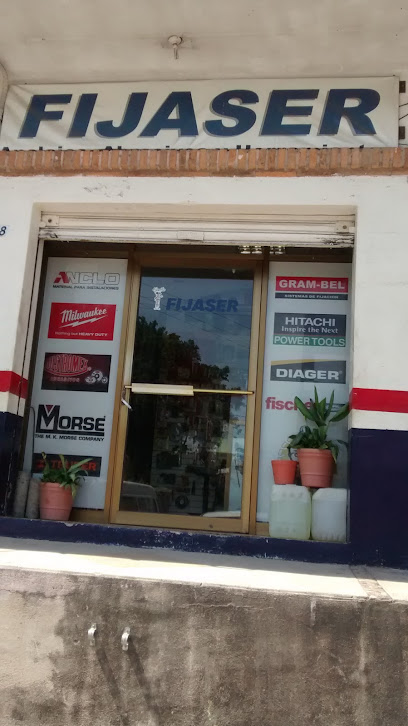 FIJASER
8
ANCLO
MATERIAL PARA INSTALACIONES
Milwaukee
Nothing but HEAVY DUTY
MORSE
THE M. K. MORSE COMPANY
FIJASER
GRAM-BEL
SISTEMAS DE FIJACION
HITACHI
Inspire the Next
POWER TOOLS
DIAGER